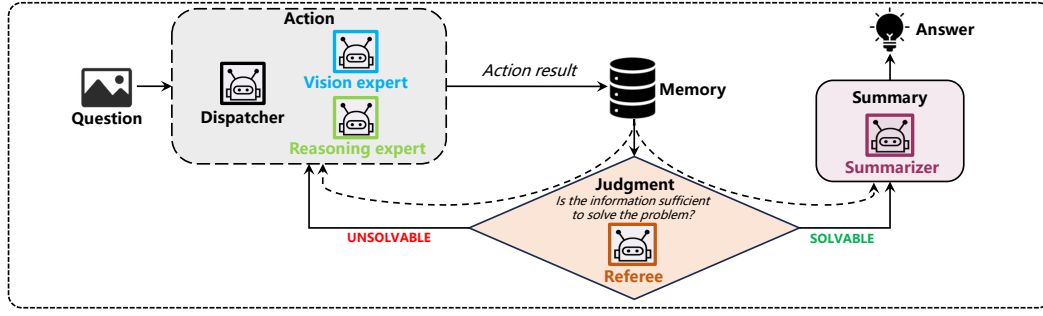 Action
Answer
Vision expert
Action result
Question
Dispatcher
Memory
Summary
Reasoning expert
Summarizer
Judgment
Is the information sufficient
to solve the problem?
UNSOLVABLE
SOLVABLE
Referee